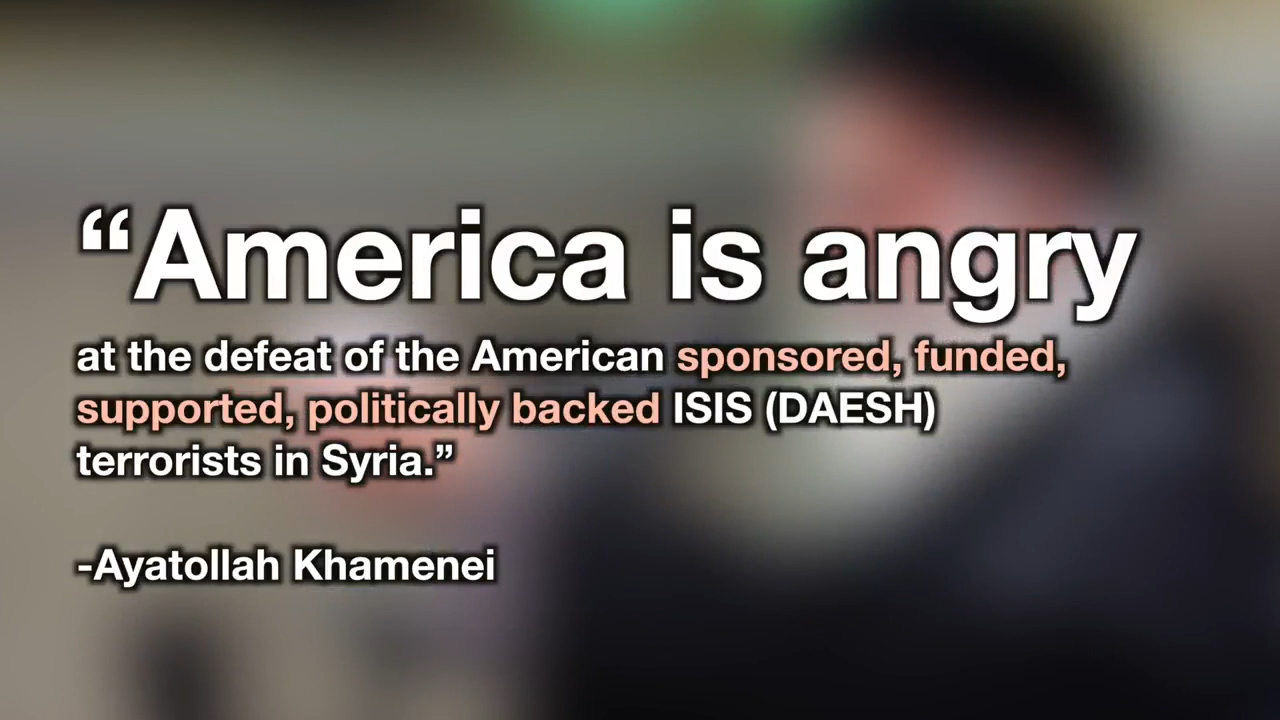 “America is angry
at the defeat of the American sponsored, funded,
supported, politically backed ISIS (DAESH)
terrorists in Syria.”
-Ayatollah Khamenei